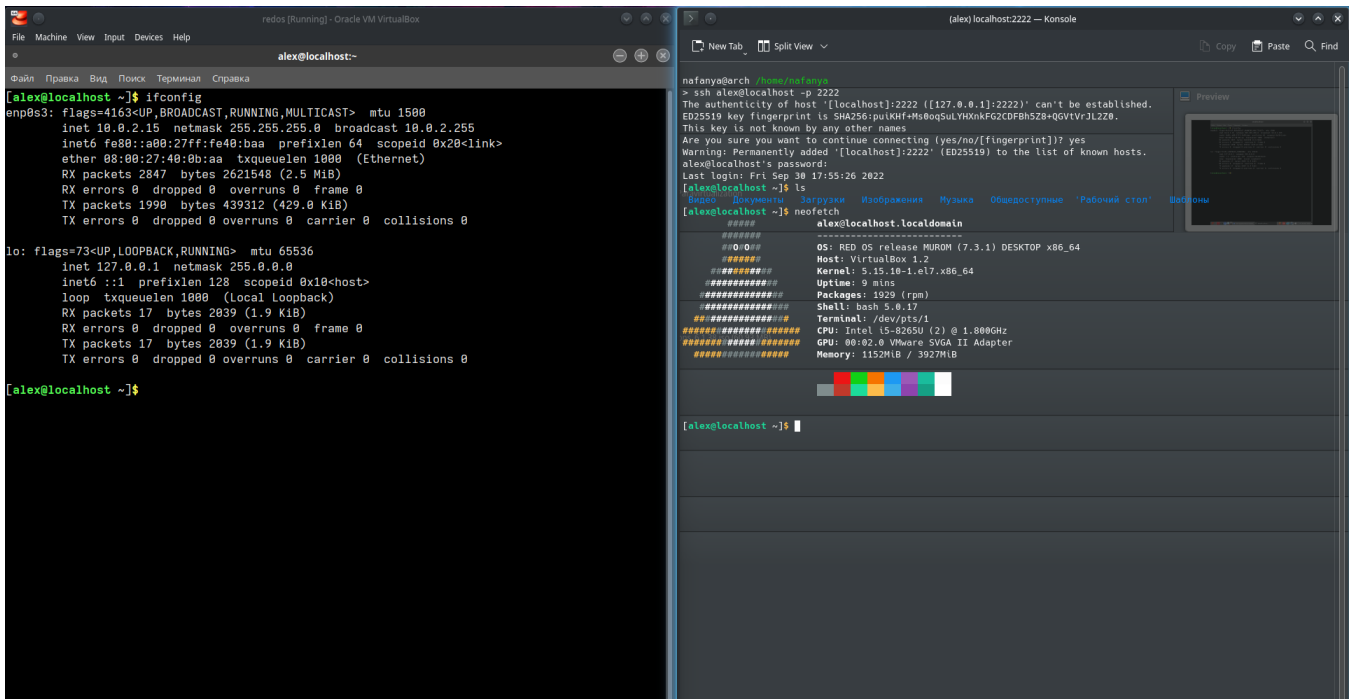 redos [Running] - Oracle VM VirtualBox
File Machine View Input Devices Help
alex@localhost:~
Файл Правка Вид Поиск Терминал Справка
[alex@localhost ~]$ ifconfig
enp0s3: flags=4163<UP,BROADCAST,RUNNING,MULTICAST> mtu 1500
inet 10.0.2.15 netmask 255.255.255.0 broadcast 10.0.2.255
inet6 fe80::a00:27ff:fe40:baa prefixlen 64 scopeid 0x20<link>
ether 08:00:27:40:0b:aa txqueuelen 1000 (Ethernet)
RX packets 2847 bytes 2621548 (2.5 MiB)
RX errors 0 dropped 0 overruns 0 frame 0
TX packets 1990 bytes 439312 (429.0 KiB)
TX errors 0 dropped 0 overruns 0 carrier 0 collisions 0
lo: flags=73<UP,LOOPBACK,RUNNING> mtu 65536
inet 127.0.0.1 netmask 255.0.0.0
inet6 ::1 prefixlen 128 scopeid 0x10<host>
loop txqueuelen 1000 (Local Loopback)
RX packets 17 bytes 2039 (1.9 KiB)
RX errors 0 dropped 0 overruns 0 frame 0
TX packets 17 bytes 2039 (1.9 KiB)
TX errors 0 dropped 0 overruns 0 carrier 0 collisions 0
[alex@localhost ~]$
(alex) localhost:2222 — Konsole
New Tab Split View Copy Paste Find
nafanya@arch /home/nafanya
> ssh alex@localhost -p 2222
The authenticity of host '[localhost]:2222 ([127.0.0.1]:2222)' can't be established.
ED25519 key fingerprint is SHA256:puiKHf+Ms0oqSuLYHXnkFG2CDFBh5Z8+QGVtVrJL2Z0.
This key is not known by any other names
Are you sure you want to continue connecting (yes/no/[fingerprint])? yes
Warning: Permanently added '[localhost]:2222' (ED25519) to the list of known hosts.
alex@localhost's password:
Last login: Fri Sep 30 17:55:26 2022
[alex@localhost ~]$ ls
Видео Документы Загрузки Изображения Музыка Общедоступные 'Рабочий стол' Шаблоны
[alex@localhost ~]$ neofetch
##### alex@localhost.localdomain
####### ---------------------------
##O#O## OS: RED OS release MUROM (7.3.1) DESKTOP x86_64
####### Host: VirtualBox 1.2
########### Kernel: 5.15.10-1.el7.x86_64
############# Uptime: 9 mins
############### Packages: 1929 (rpm)
################ Shell: bash 5.0.17
################# Terminal: /dev/pts/1
##################### CPU: Intel i5-8265U (2) @ 1.800GHz
##################### GPU: 00:02.0 VMware SVGA II Adapter
################# Memory: 1152MiB / 3927MiB
[alex@localhost ~]$
Preview